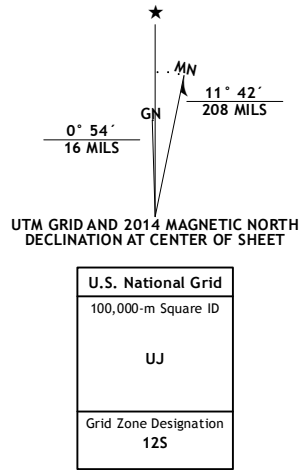 ★
MN
GN
11° 42´
208 MILS
0° 54´
16 MILS
UTM GRID AND 2014 MAGNETIC NORTH
DECLINATION AT CENTER OF SHEET
U.S. National Grid
100,000-m Square ID
UJ
Grid Zone Designation
12S